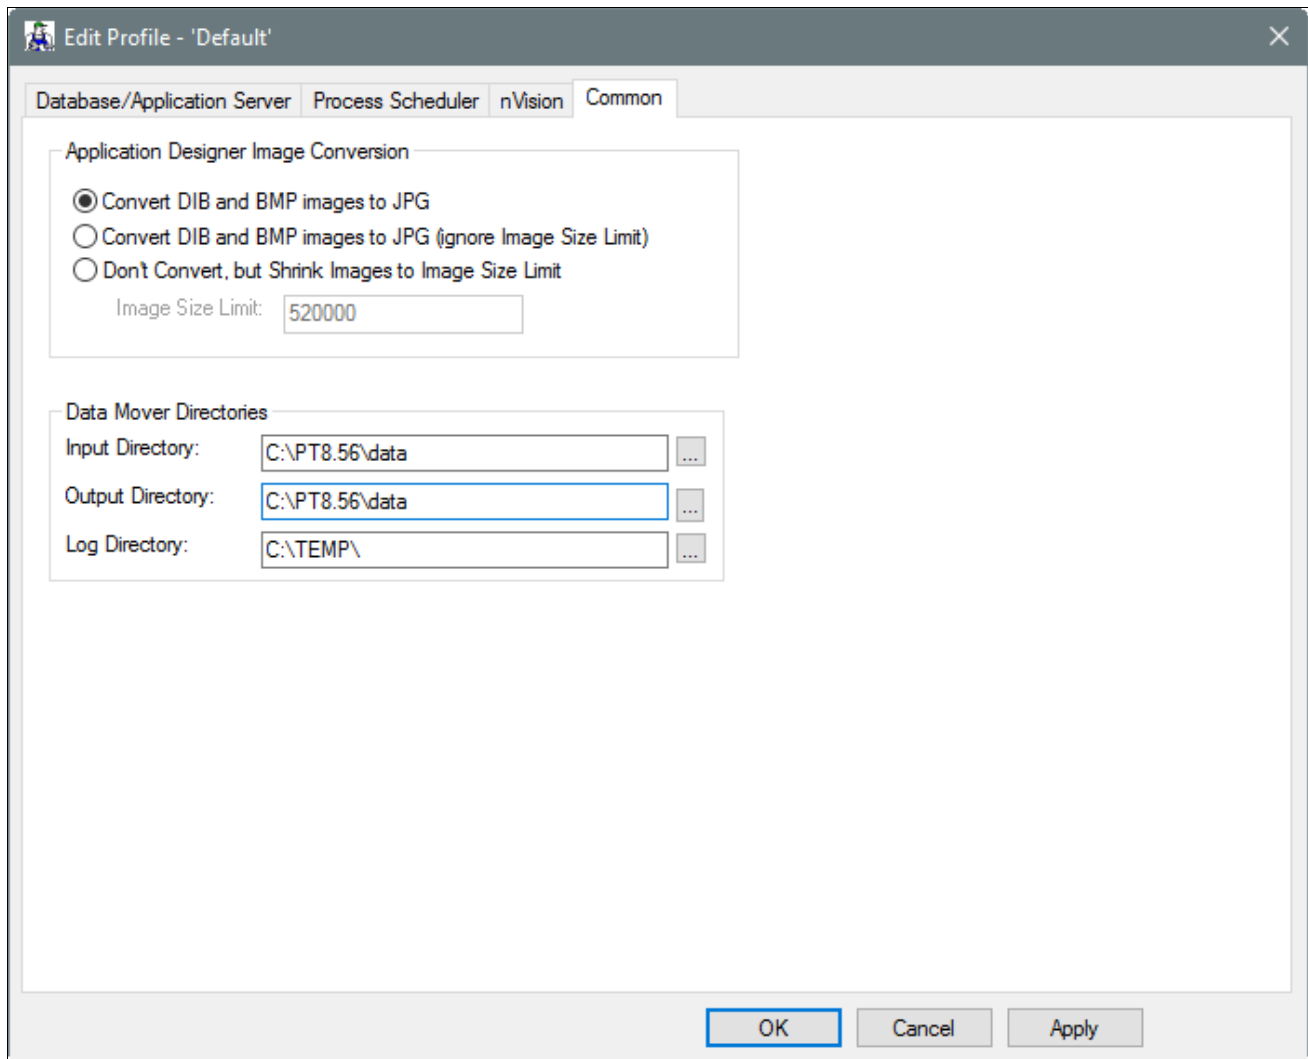 Edit Profile - 'Default'
Database/Application Server Process Scheduler nVision Common
Application Designer Image Conversion
Convert DIB and BMP images to JPG
Convert DIB and BMP images to JPG (ignore Image Size Limit)
Don't Convert, but Shrink Images to Image Size Limit
Image Size Limit: 520000
Data Mover Directories
Input Directory: C:\PT8.56\data ...
Output Directory: C:\PT8.56\data ...
Log Directory: C:\TEMP\ ...
OK Cancel Apply